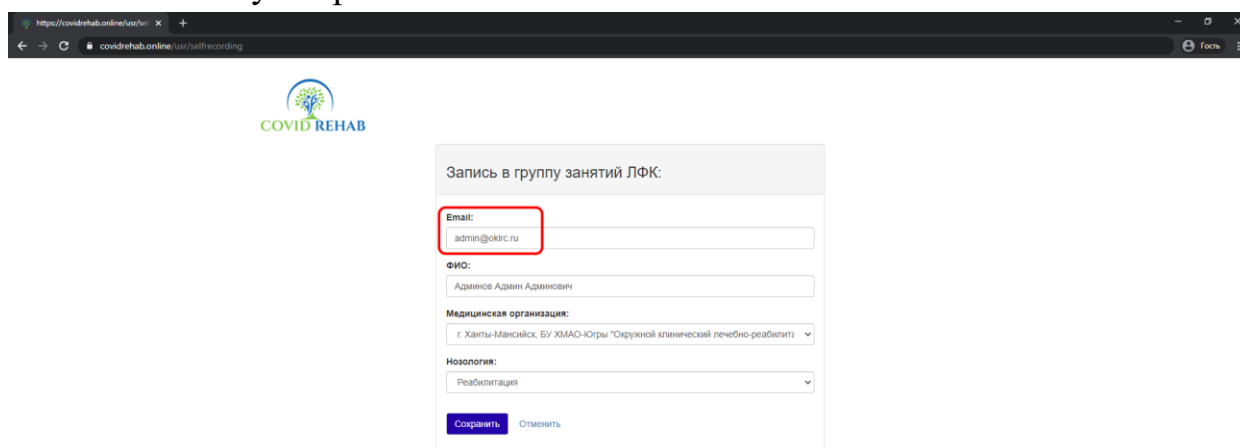 https://covidrehab.online/usr/sel
covidrehab.online/usr/selfrecording
Гость
COVID REHAB
Запись в группу занятий ЛФК:
Email:
admin@oklrc.ru
ФИО:
Админов Админ Админович
Медицинская организация:
г. Ханты-Мансийск, БУ ХМАО-Югры "Окружной клинический лечебно-реабилита
Нозология:
Реабилитация
Сохранить Отменить